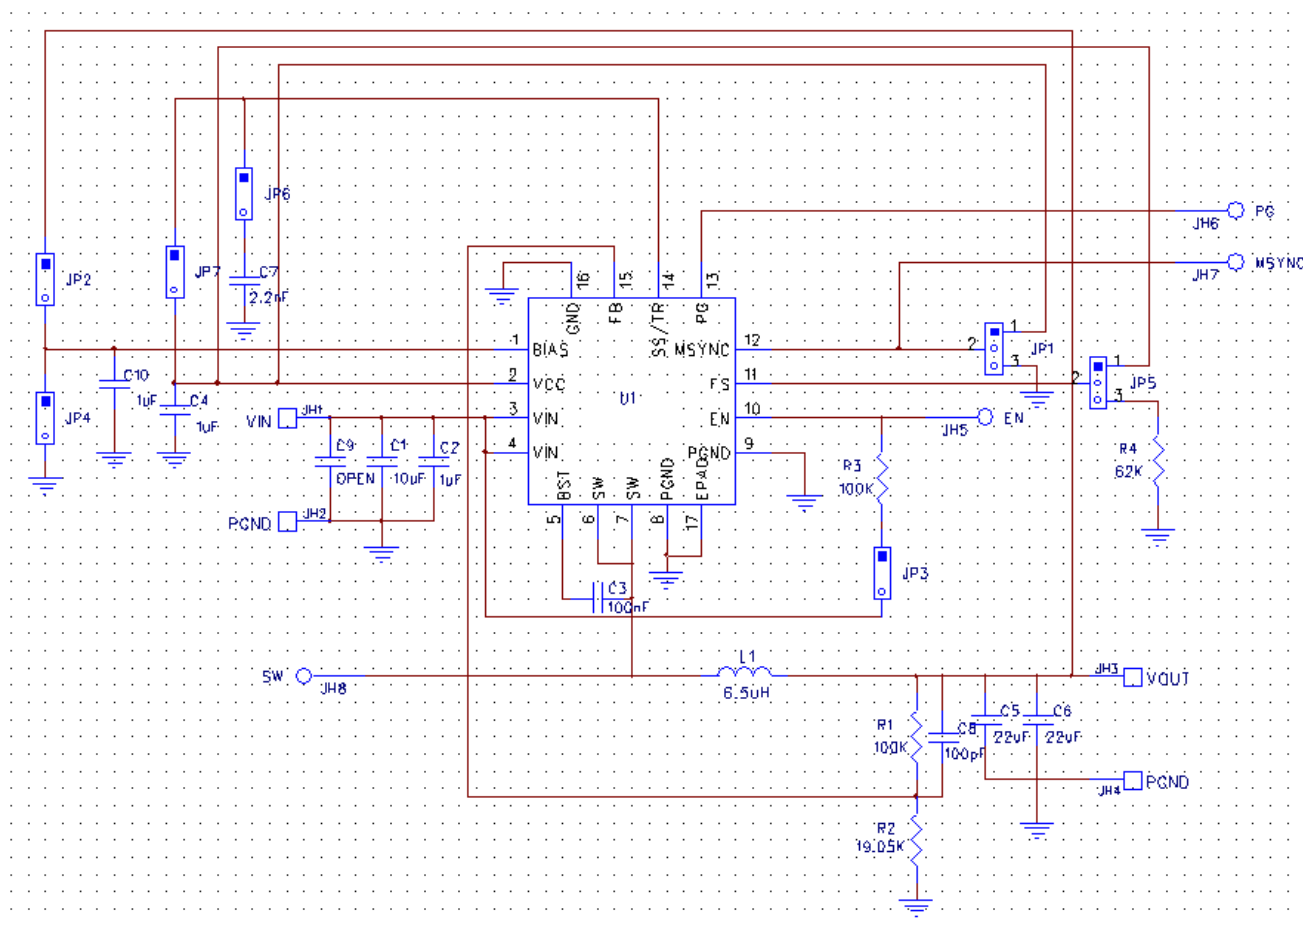 JP6
PG
JH6
JP2
JP7
C7
2.2nF
JH7
MSYNC
16
15
14
13
GND
FB
SS/TR
PG
1
BIAS
MSYNC
12
2
1
3
JP1
C10
1uF
2
VCC
U1
FS
11
2
1
3
JP5
JP4
C4
1uF
VIN
JH1
3
VIN
EN
10
JH5
EN
C9
OPEN
C1
10uF
C2
1uF
4
VIN
PGND
9
R3
100K
R4
62K
BST
SW
SW
PGND
EPAD
PGND
JH2
5
6
7
8
17
C3
100nF
JP3
SW
JH8
L1
6.5uH
JH3
VOUT
R1
100K
C8
100pF
C5
22uF
C6
22uF
JH4
PGND
R2
19.05K